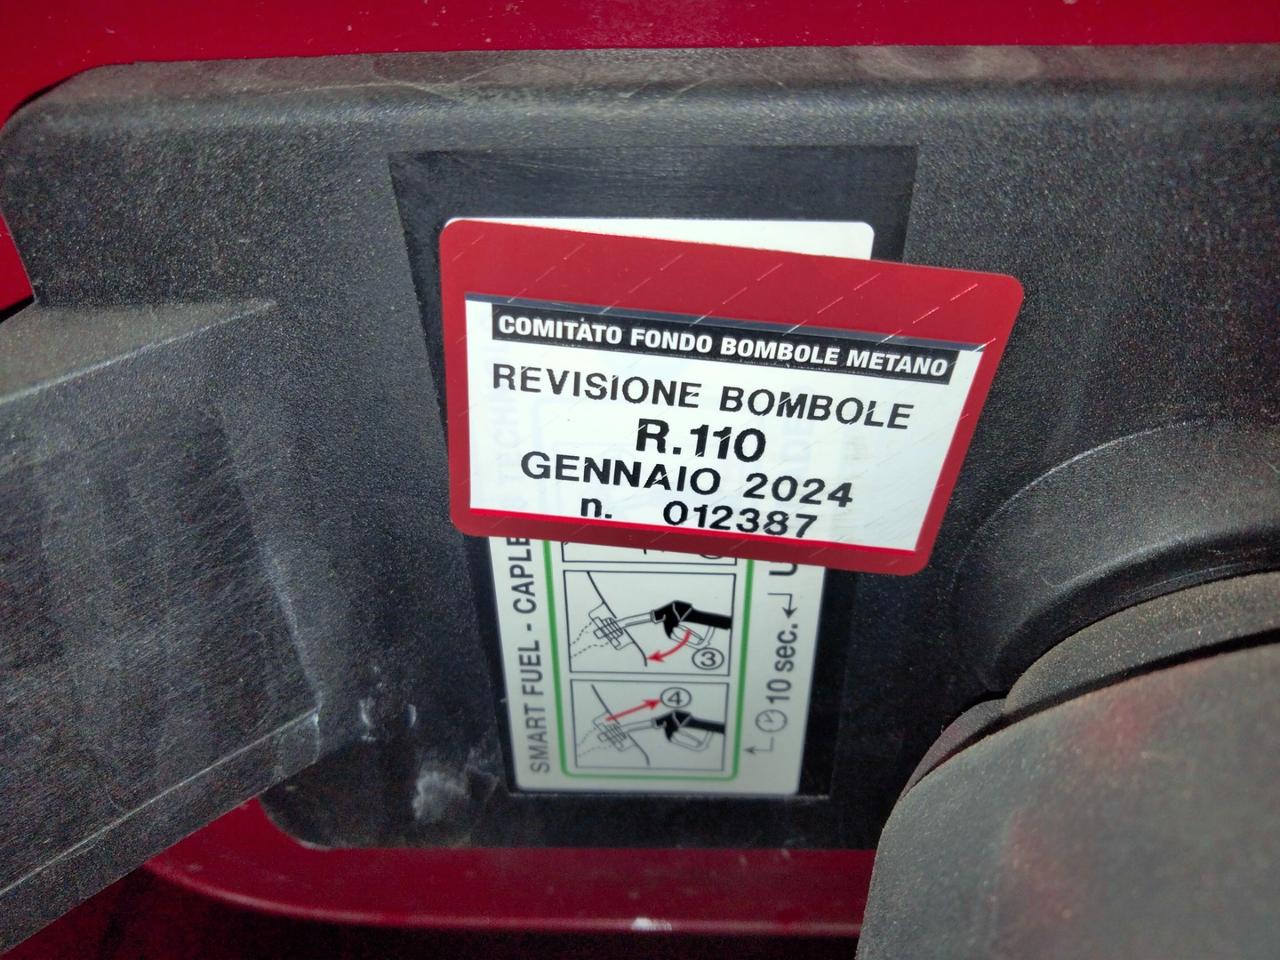 COMITATO FONDO BOMBOLE METANO
REVISIONE BOMBOLE
R.110
GENNAIO 2024
n. 012387
SMART FUEL - CAPLE
3
4
10 sec.